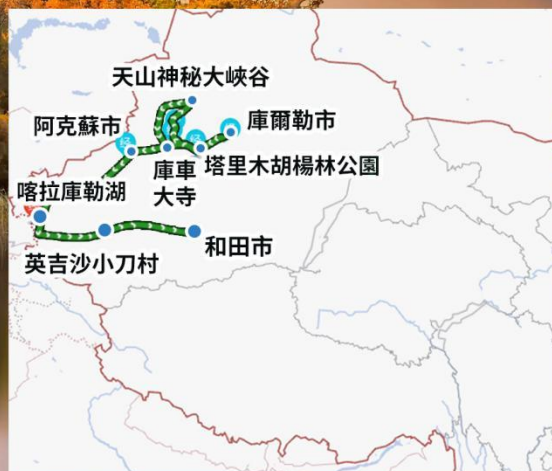 天山神秘大峽谷
阿克蘇市
庫爾勒市
庫車
大寺
塔里木胡楊林公園
喀拉庫勒湖
英吉沙小刀村
和田市